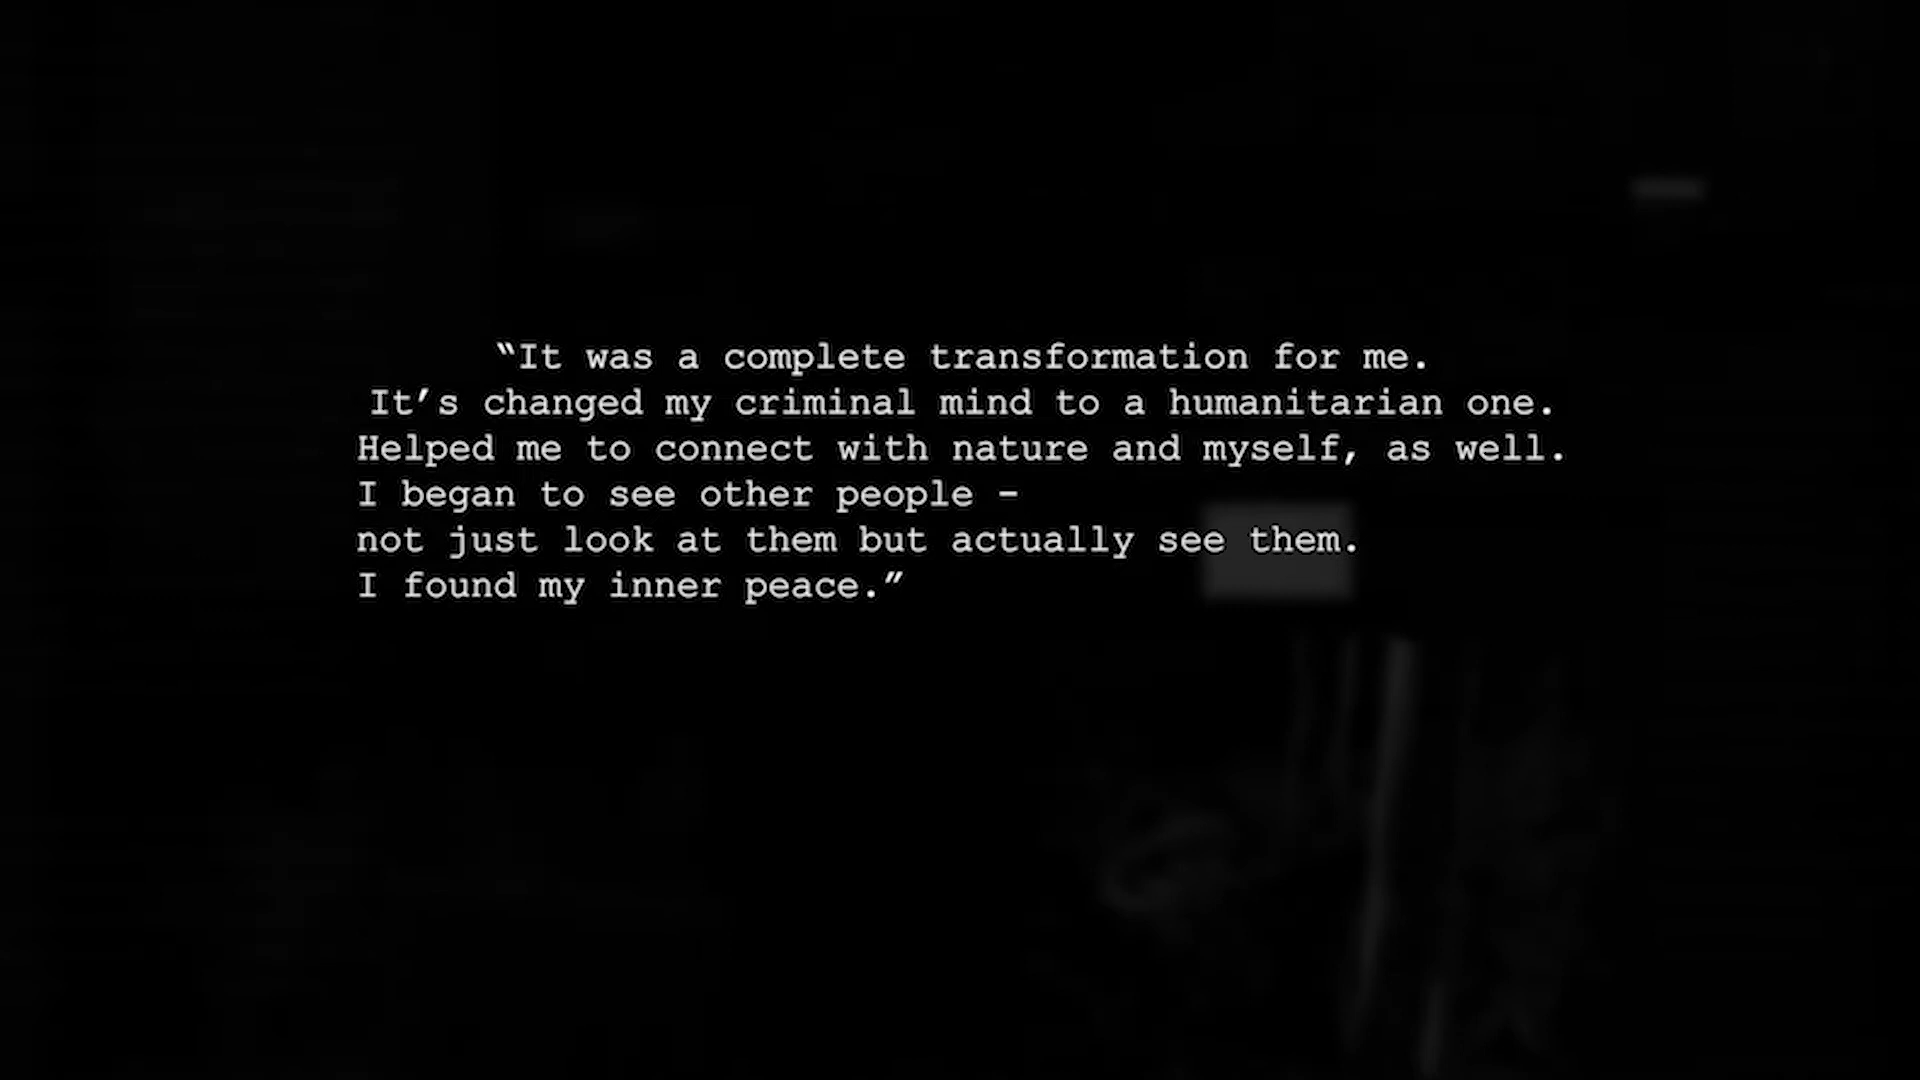 “It was a complete transformation for me.
It’s changed my criminal mind to a humanitarian one.
Helped me to connect with nature and myself, as well.
I began to see other people –
not just look at them but actually see them.
I found my inner peace.”